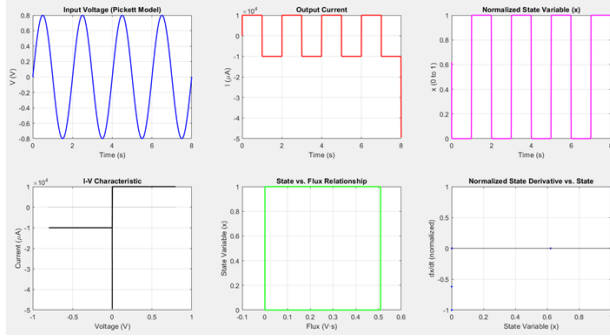 Input Voltage (Pickett Model)
V (V)
0.8
0.6
0.4
0.2
0
-0.2
-0.4
-0.6
-0.8
0 2 4 6 8
Time (s)
Output Current
× 10⁴
I (μA)
1
0
-1
-2
-3
-4
-5
0 2 4 6 8
Time (s)
Normalized State Variable (x)
x (0 to 1)
1
0.8
0.6
0.4
0.2
0
0 2 4 6
Time (s)
I-V Characteristic
× 10⁴
Current (μA)
1
0
-1
-2
-3
-4
-5
-1 -0.5 0 0.5 1
Voltage (V)
State vs. Flux Relationship
State Variable (x)
1
0.8
0.6
0.4
0.2
0
-0.1 0 0.1 0.2 0.3 0.4 0.5 0.6
Flux (V·s)
Normalized State Derivative vs. State
dx/dt (normalized)
1
0.5
0
-0.5
-1
0 0.2 0.4 0.6 0.8
State Variable (x)